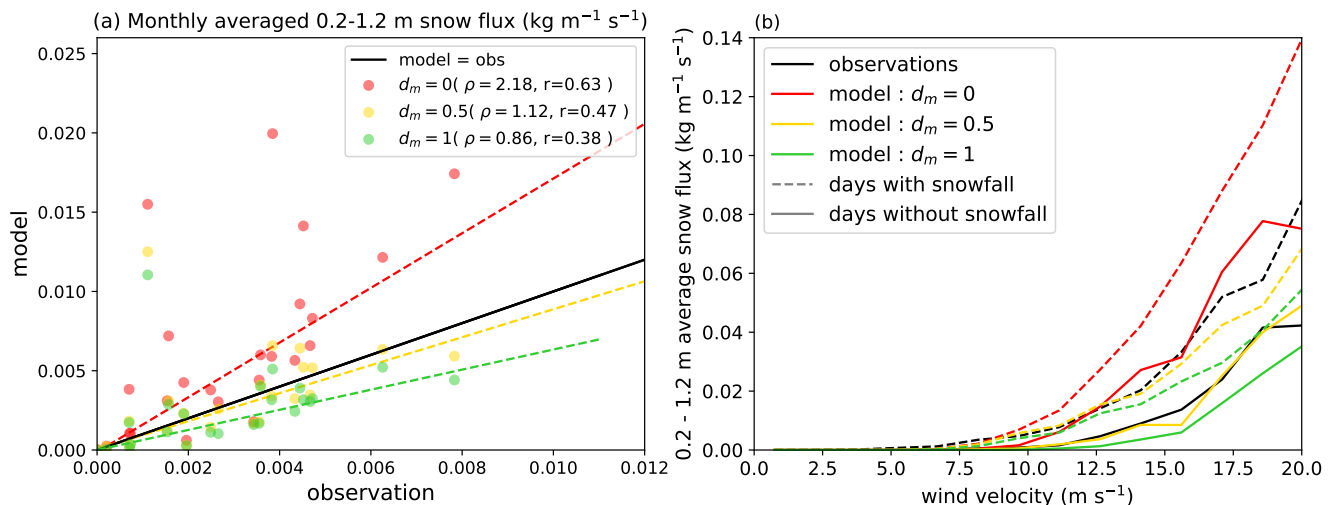 (a) Monthly averaged 0.2-1.2 m snow flux (kg m⁻¹ s⁻¹)
0.025
0.020
0.015
0.010
0.005
0.000
model
model = obs
d_m = 0( ρ = 2.18, r=0.63 )
d_m = 0.5( ρ = 1.12, r=0.47 )
d_m = 1( ρ = 0.86, r=0.38 )
0.000 0.002 0.004 0.006 0.008 0.010 0.012
observation
(b)
0.14
0.12
0.10
0.08
0.06
0.04
0.02
0.00
0.2 - 1.2 m average snow flux (kg m⁻¹ s⁻¹)
observations
model : d_m = 0
model : d_m = 0.5
model : d_m = 1
days with snowfall
days without snowfall
0.0 2.5 5.0 7.5 10.0 12.5 15.0 17.5 20.0
wind velocity (m s⁻¹)